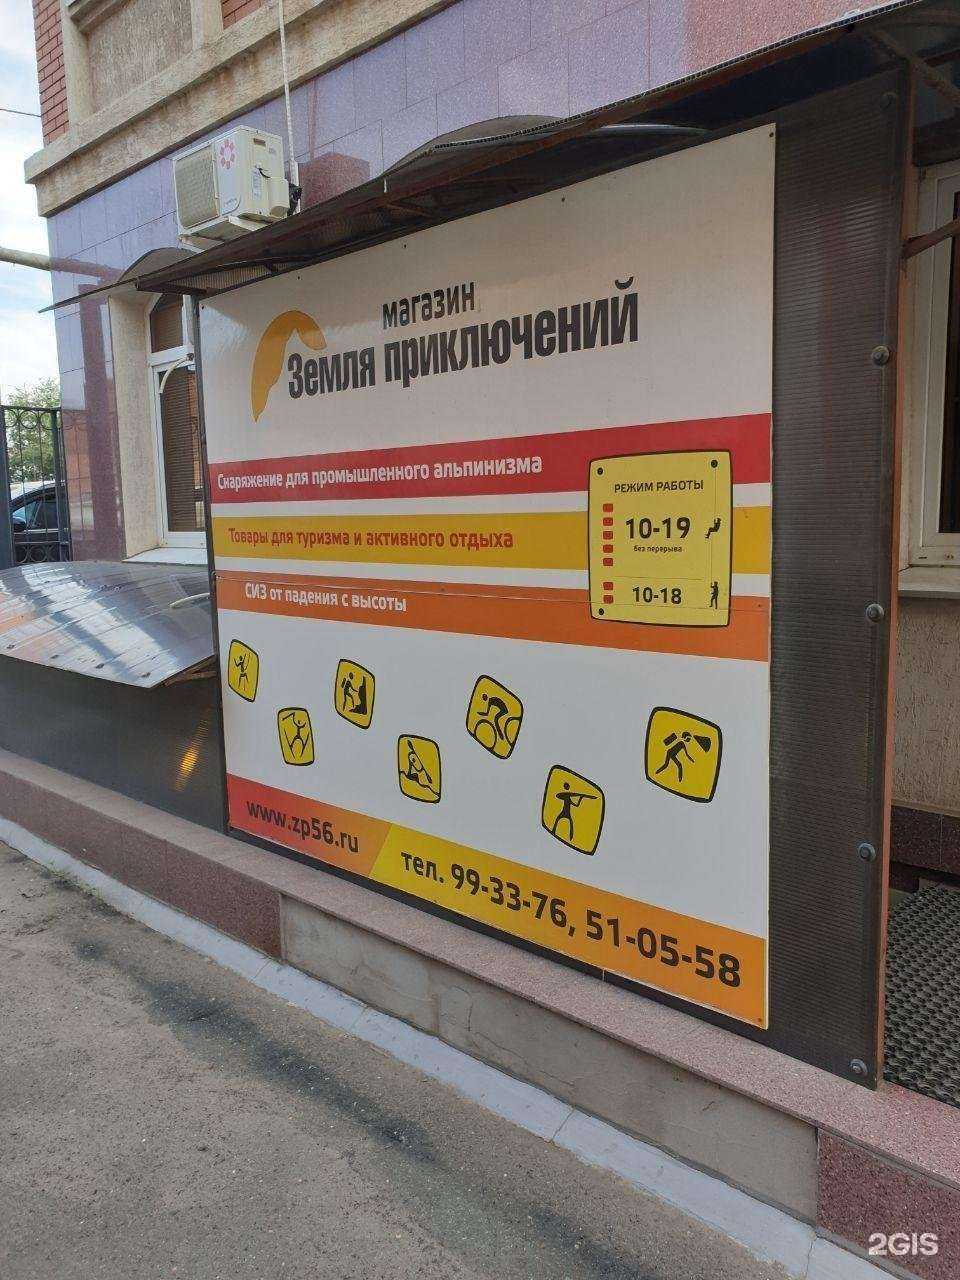 магазин
Земля приключений
Снаряжение для промышленного альпинизма
Товары для туризма и активного отдыха
СИЗ от падения с высоты
РЕЖИМ РАБОТЫ
10-19
без перерыва
10-18
www.zp56.ru
тел. 99-33-76, 51-05-58
2GIS